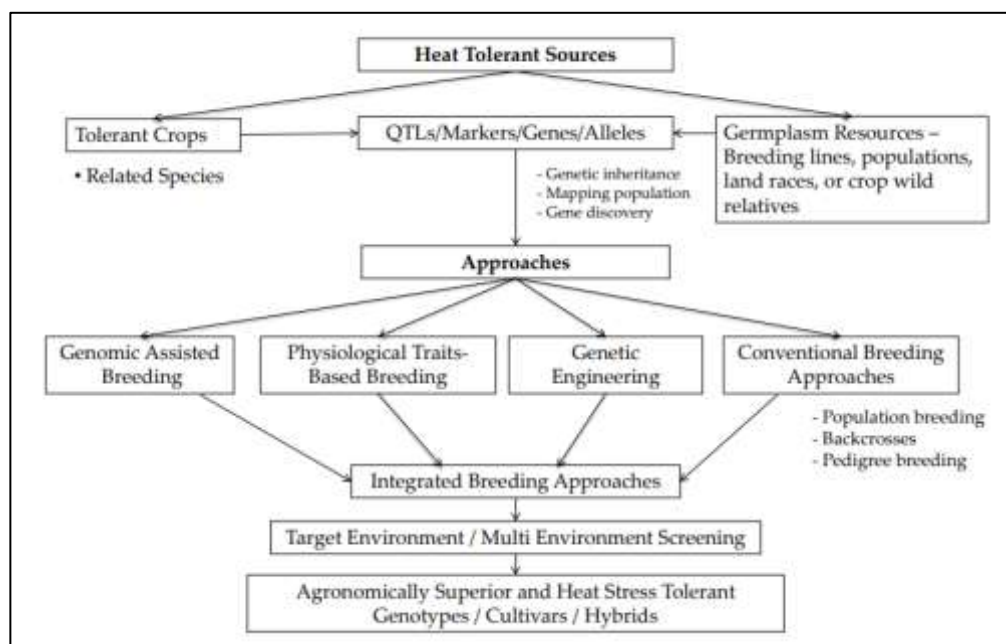 Heat Tolerant Sources
Tolerant Crops
QTLs/Markers/Genes/Alleles
Germplasm Resources –
Breeding lines, populations,
land races, or crop wild
relatives
• Related Species
- Genetic inheritance
- Mapping population
- Gene discovery
Approaches
Genomic Assisted
Breeding
Physiological Traits-
Based Breeding
Genetic
Engineering
Conventional Breeding
Approaches
- Population breeding
- Backcrosses
- Pedigree breeding
Integrated Breeding Approaches
Target Environment / Multi Environment Screening
Agronomically Superior and Heat Stress Tolerant
Genotypes / Cultivars / Hybrids